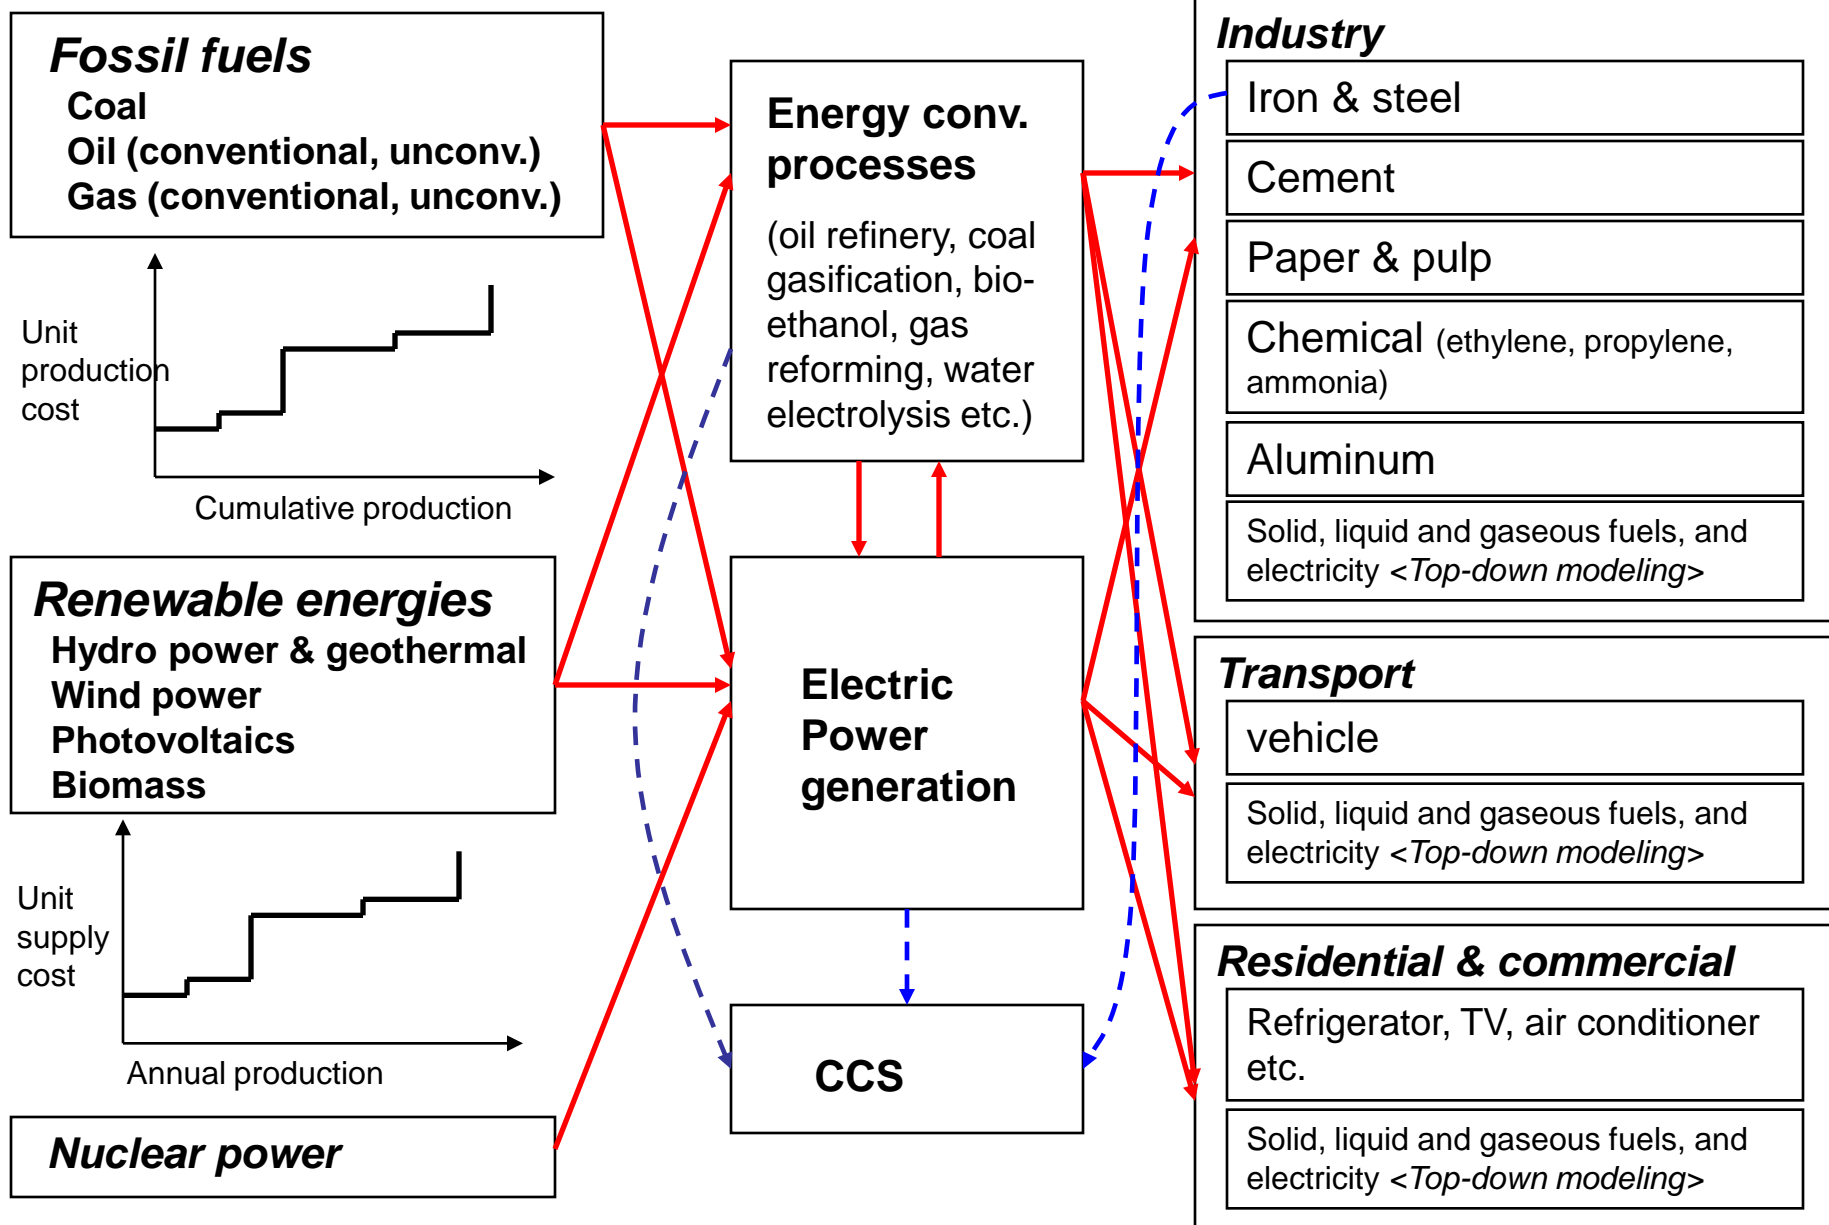 Fossil fuels
Coal
Oil (conventional, unconv.)
Gas (conventional, unconv.)
Unit
production
cost
Cumulative production
Renewable energies
Hydro power & geothermal
Wind power
Photovoltaics
Biomass
Unit
supply
cost
Annual production
Nuclear power
Energy conv.
processes
(oil refinery, coal
gasification, bio-
ethanol, gas
reforming, water
electrolysis etc.)
Electric
Power
generation
CCS
Industry
Iron & steel
Cement
Paper & pulp
Chemical (ethylene, propylene,
ammonia)
Aluminum
Solid, liquid and gaseous fuels, and
electricity <Top-down modeling>
Transport
vehicle
Solid, liquid and gaseous fuels, and
electricity <Top-down modeling>
Residential & commercial
Refrigerator, TV, air conditioner
etc.
Solid, liquid and gaseous fuels, and
electricity <Top-down modeling>